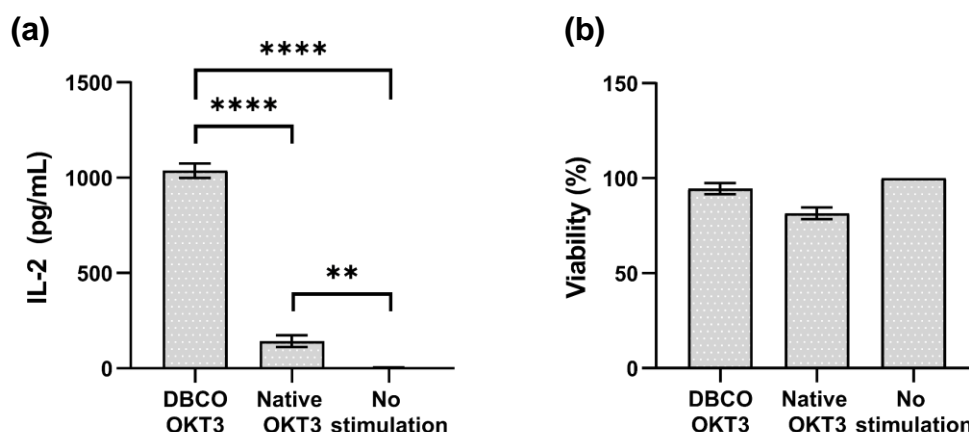 (a)
****
****
**
1500
1000
500
0
IL-2 (pg/mL)
DBCO
OKT3
Native
OKT3
No
stimulation
(b)
150
100
50
0
Viability (%)
DBCO
OKT3
Native
OKT3
No
stimulation